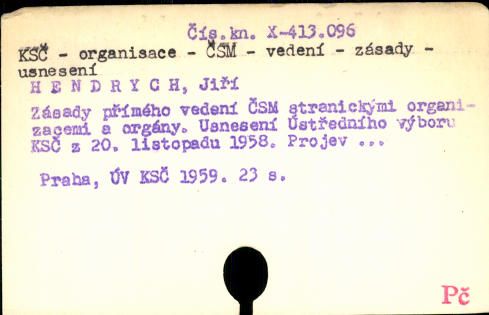 Čís.kn. X-413.096
KSČ - organisace - ČSM - vedení - zásady -
usnesení
H E N D R Y C H, Jiří
Zásady přímého vedení ČSM stranickými organi-
zacemi a orgány. Usnesení Ústředního výboru
KSČ z 20. listopadu 1958. Projev ...
Praha, ÚV KSČ 1959. 23 s.
Pč